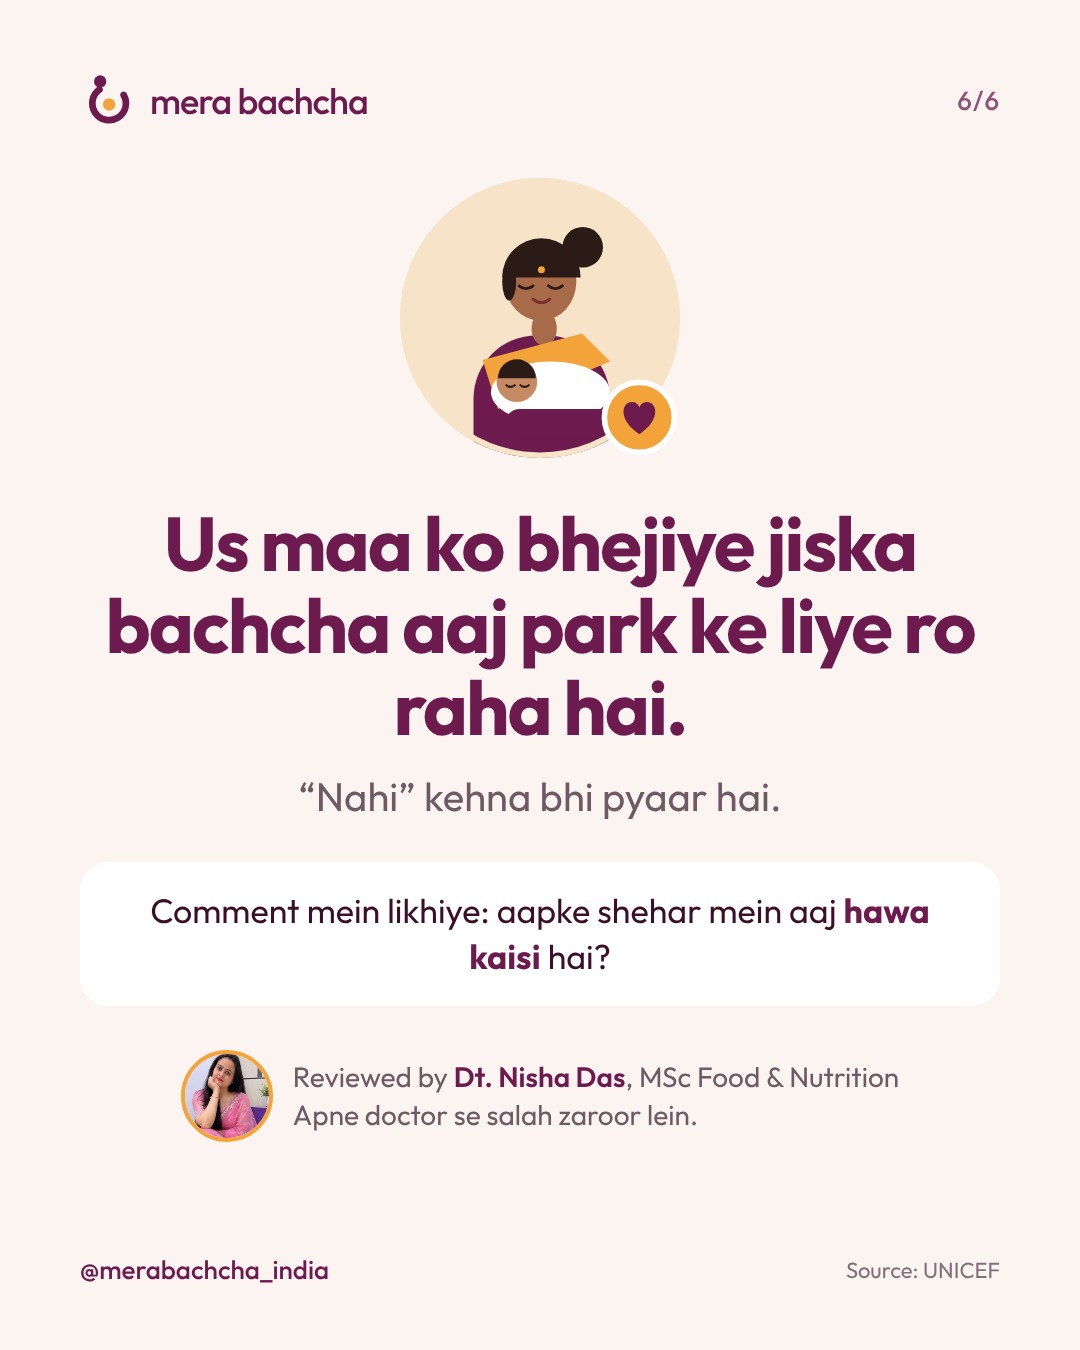 mera bachcha
6/6
Us maa ko bhejiye jiska
bachcha aaj park ke liye ro
raha hai.
“Nahi” kehna bhi pyaar hai.
Comment mein likhiye: aapke shehar mein aaj hawa
kaisi hai?
Reviewed by Dt. Nisha Das, MSc Food & Nutrition
Apne doctor se salah zaroor lein.
@merabachcha_india
Source: UNICEF